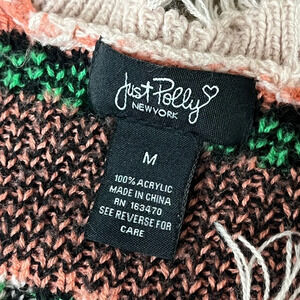 Just Polly
NEW YORK
M
100% ACRYLIC
MADE IN CHINA
RN 163470
SEE REVERSE FOR
CARE